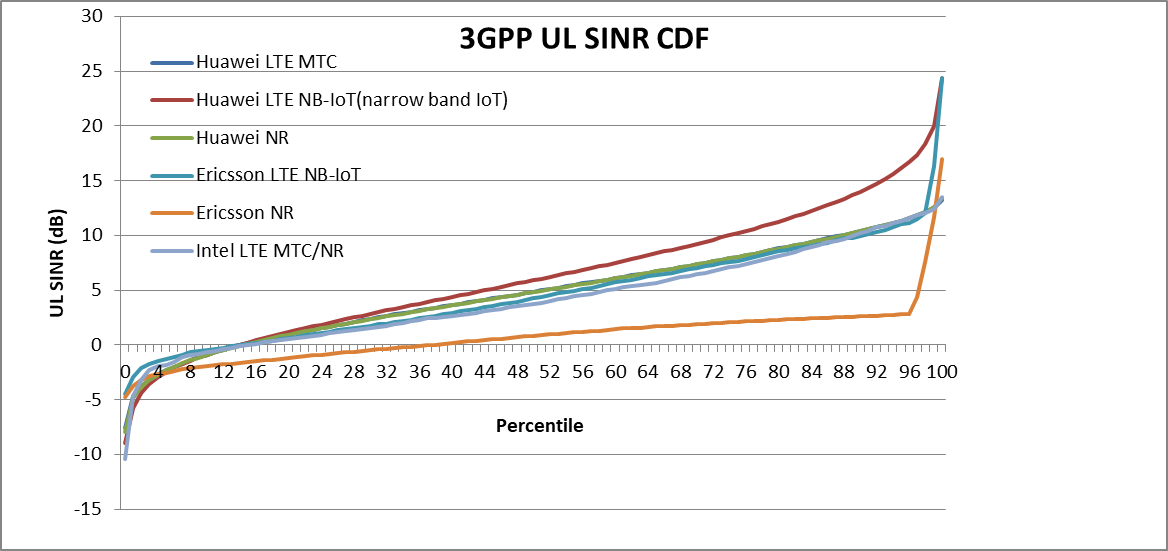 3GPP UL SINR CDF
30
25
20
15
10
5
0
-5
-10
-15
UL SINR (dB)
Huawei LTE MTC
Huawei LTE NB-IoT(narrow band IoT)
Huawei NR
Ericsson LTE NB-IoT
Ericsson NR
Intel LTE MTC/NR
0 4 8 12 16 20 24 28 32 36 40 44 48 52 56 60 64 68 72 76 80 84 88 92 96 100
Percentile